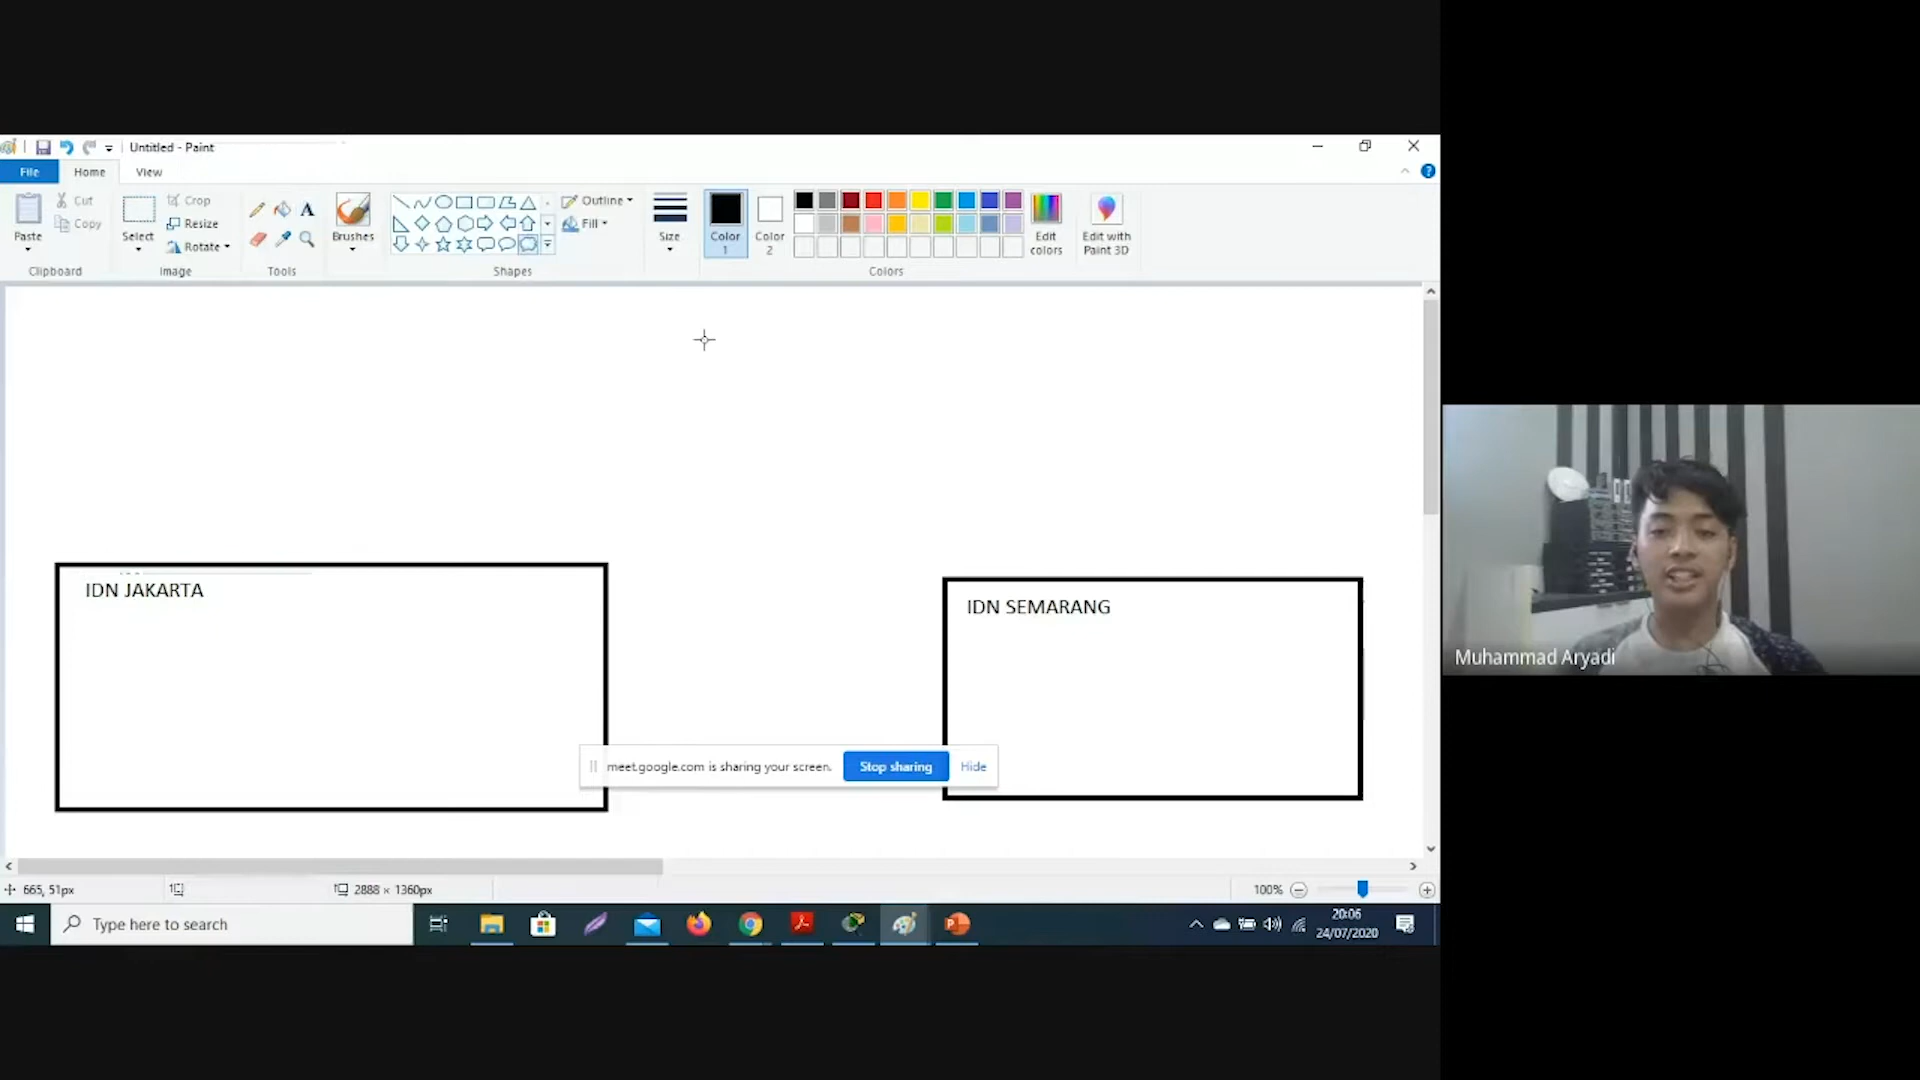 Untitled - Paint
File Home View
Cut
Copy
Paste
Clipboard
Select
Crop
Resize
Rotate
Image
A
Tools
Brushes
Outline
Fill
Shapes
Size
Color 1
Color 2
Colors
Edit colors
Edit with Paint 3D
IDN JAKARTA
IDN SEMARANG
meet.google.com is sharing your screen. Stop sharing Hide
Muhammad Aryadi
665, 51px
2888 × 1360px
100%
Type here to search
20:06
24/07/2020